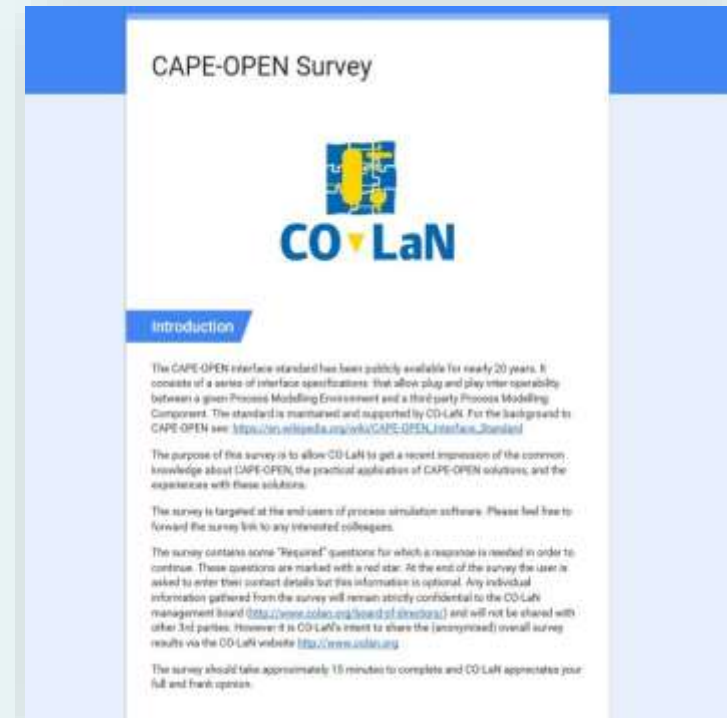 CAPE-OPEN Survey
CO LaN
Introduction
The CAPE-OPEN interface standard has been publicly available for nearly 20 years. It
consists of a series of interface specifications that allow plug and play inter-operability
between a given Process Modelling Environment and a third party Process Modelling
Component. The standard is maintained and supported by CO-LaN. For the background to
CAPE-OPEN see: https://en.wikipedia.org/wiki/CAPE-OPEN_Interface_Standard
The purpose of this survey is to allow CO-LaN to get a recent impression of the common
knowledge about CAPE-OPEN, the practical application of CAPE-OPEN solutions, and the
experiences with these solutions.
The survey is targeted at the end-users of process simulation software. Please feel free to
forward the survey link to any interested colleagues.
The survey contains some "Required" questions for which a response is needed in order to
continue. These questions are marked with a red star. At the end of the survey the user is
asked to enter their contact details but this information is optional. Any individual
information gathered from the survey will remain strictly confidential to the CO-LaN
management board (http://www.colan.org/board-of-directors/) and will not be shared with
other 3rd parties. However it is CO-LaN's intent to share the (anonymised) overall survey
results via the CO-LaN website http://www.colan.org
The survey should take approximately 15 minutes to complete and CO-LaN appreciates your
full and frank opinion.